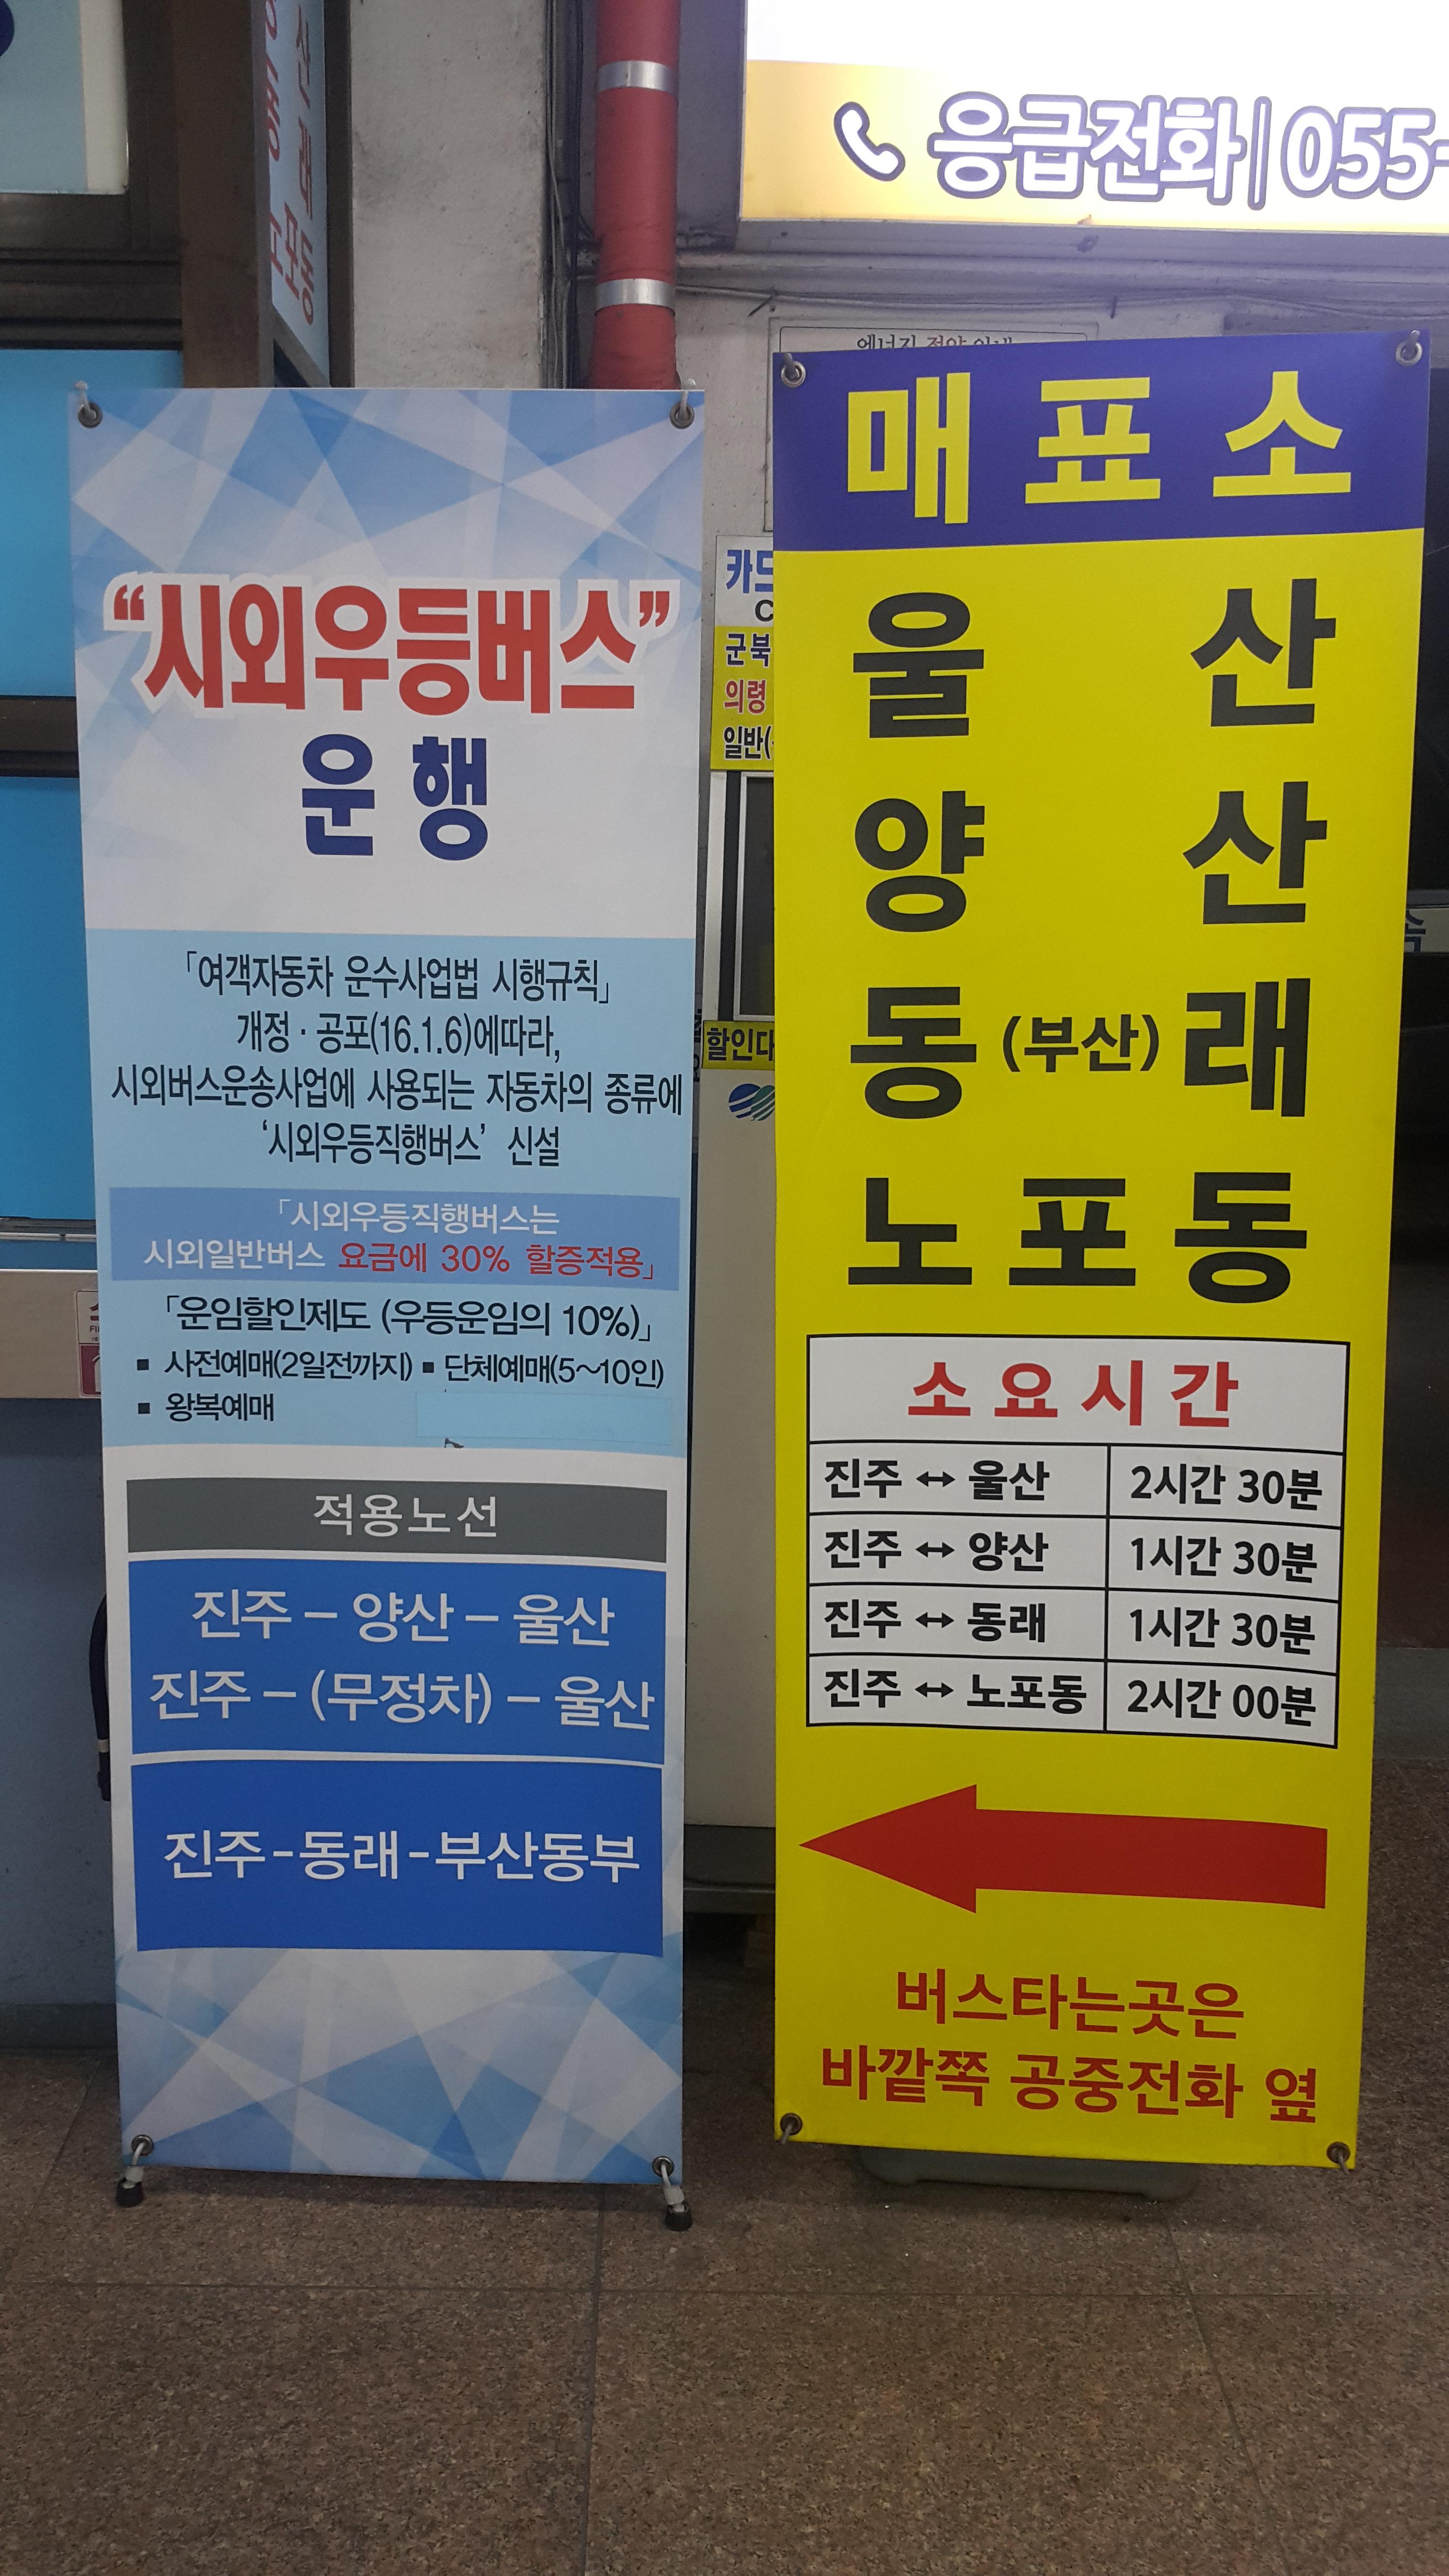 응급전화 | 055-
"시외우등버스"
운행
「여객자동차 운수사업법 시행규칙」
개정·공포(16.1.6)에따라,
시외버스운송사업에 사용되는 자동차의 종류에
'시외우등직행버스' 신설
「시외우등직행버스는
시외일반버스 요금에 30% 할증적용」
「운임할인제도 (우등운임의 10%)」
▪ 사전예매(2일전까지) ▪ 단체예매(5~10인)
▪ 왕복예매
적용노선
진주 – 양산 – 울산
진주 – (무정차) – 울산
진주-동래-부산동부
카드
군북
의령
일반(
할인대
매표소
울산
양산
동(부산)래
노포동
소요시간
진주 ↔ 울산 2시간 30분
진주 ↔ 양산 1시간 30분
진주 ↔ 동래 1시간 30분
진주 ↔ 노포동 2시간 00분
버스타는곳은
바깥쪽 공중전화 옆